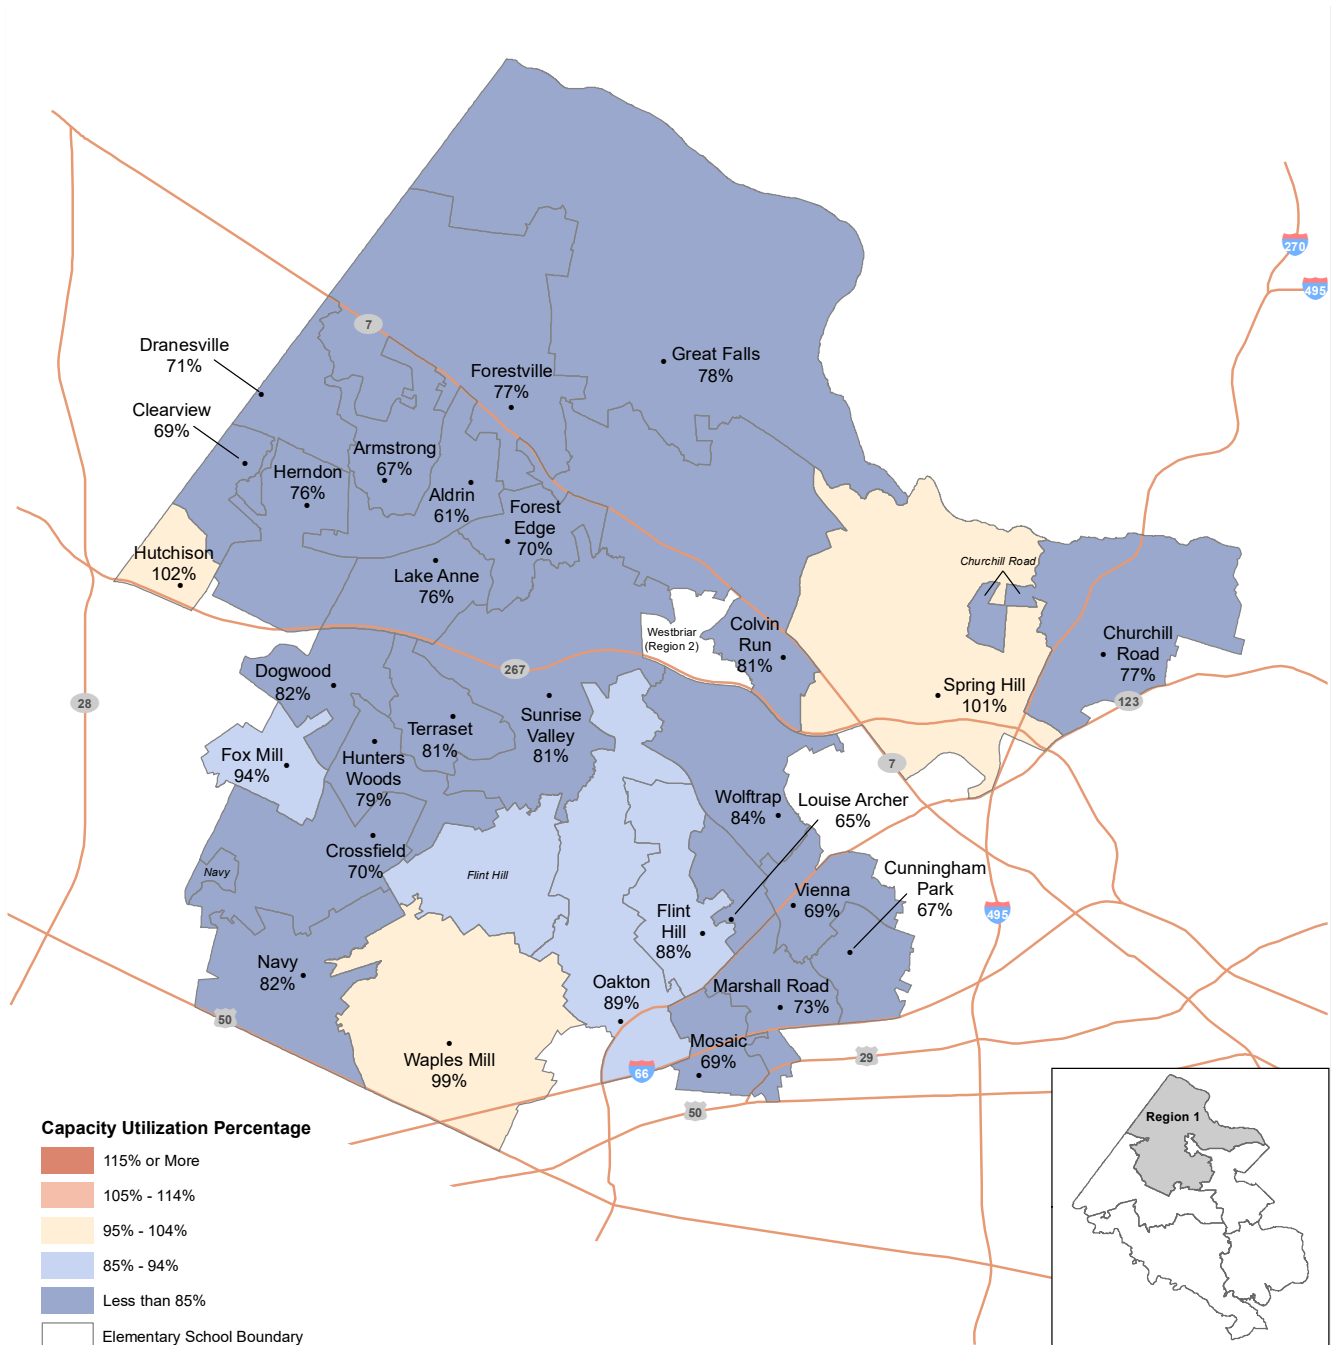 270
495
7
Dranesville
71%
Great Falls
78%
Forestville
77%
Clearview
69%
Armstrong
67%
Herndon
76%
Aldrin
61%
Forest
Edge
70%
Hutchison
102%
Churchill Road
Lake Anne
76%
Westbriar
(Region 2)
Colvin
Run
81%
Churchill
Road
77%
Dogwood
82%
267
Spring Hill
101%
123
28
Terraset
81%
Sunrise
Valley
81%
Fox Mill
94%
Hunters
Woods
79%
7
Wolftrap
84%
Louise Archer
65%
Crossfield
70%
Navy
Flint Hill
Cunningham
Park
67%
Vienna
69%
Flint
Hill
88%
495
Navy
82%
Oakton
89%
Marshall Road
73%
50
Mosaic
69%
Waples Mill
99%
29
66
50
Region 1
Capacity Utilization Percentage
115% or More
105% - 114%
95% - 104%
85% - 94%
Less than 85%
Elementary School Boundary